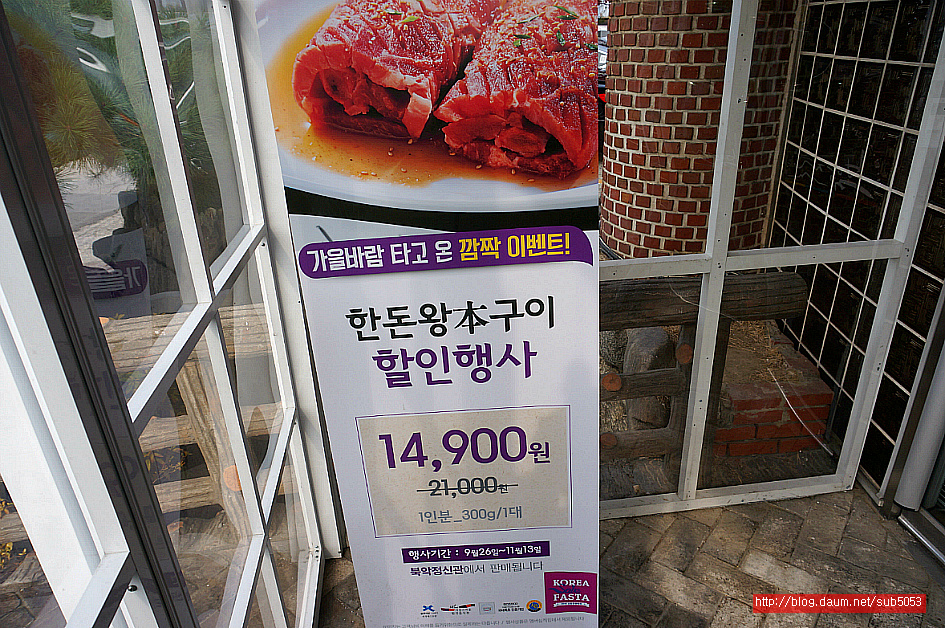 가을바람 타고 온 깜짝 이벤트!
한돈왕本구이
할인행사
14,900원
21,000원
1인분_300g/1대
행사기간 : 9월26일~11월13일
북악정신관에서 판매됩니다
KOREA
FASTA
http://blog.daum.net/sub5053